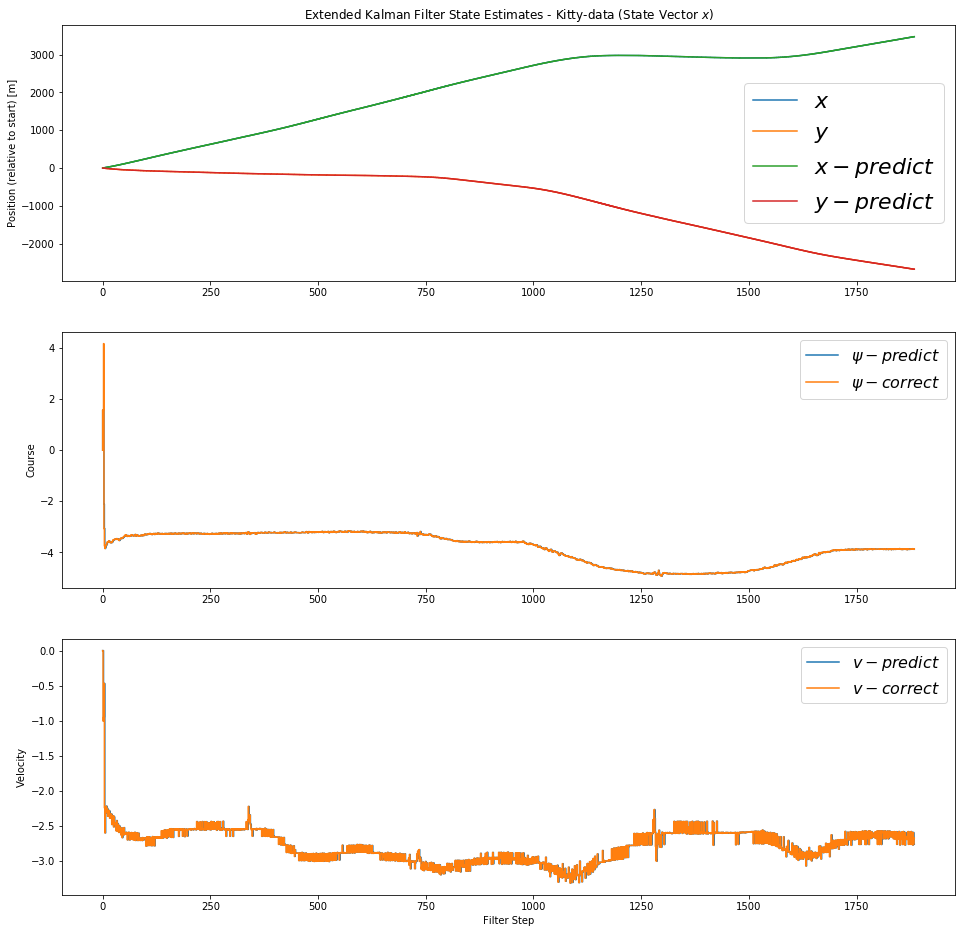 Extended Kalman Filter State Estimates - Kitty-data (State Vector x)
Position (relative to start) [m]
3000
2000
1000
0
−1000
−2000
x
y
x − predict
y − predict
0 250 500 750 1000 1250 1500 1750
Course
4
2
0
−2
−4
ψ − predict
ψ − correct
0 250 500 750 1000 1250 1500 1750
Velocity
0.0
−0.5
−1.0
−1.5
−2.0
−2.5
−3.0
v − predict
v − correct
0 250 500 750 1000 1250 1500 1750
Filter Step